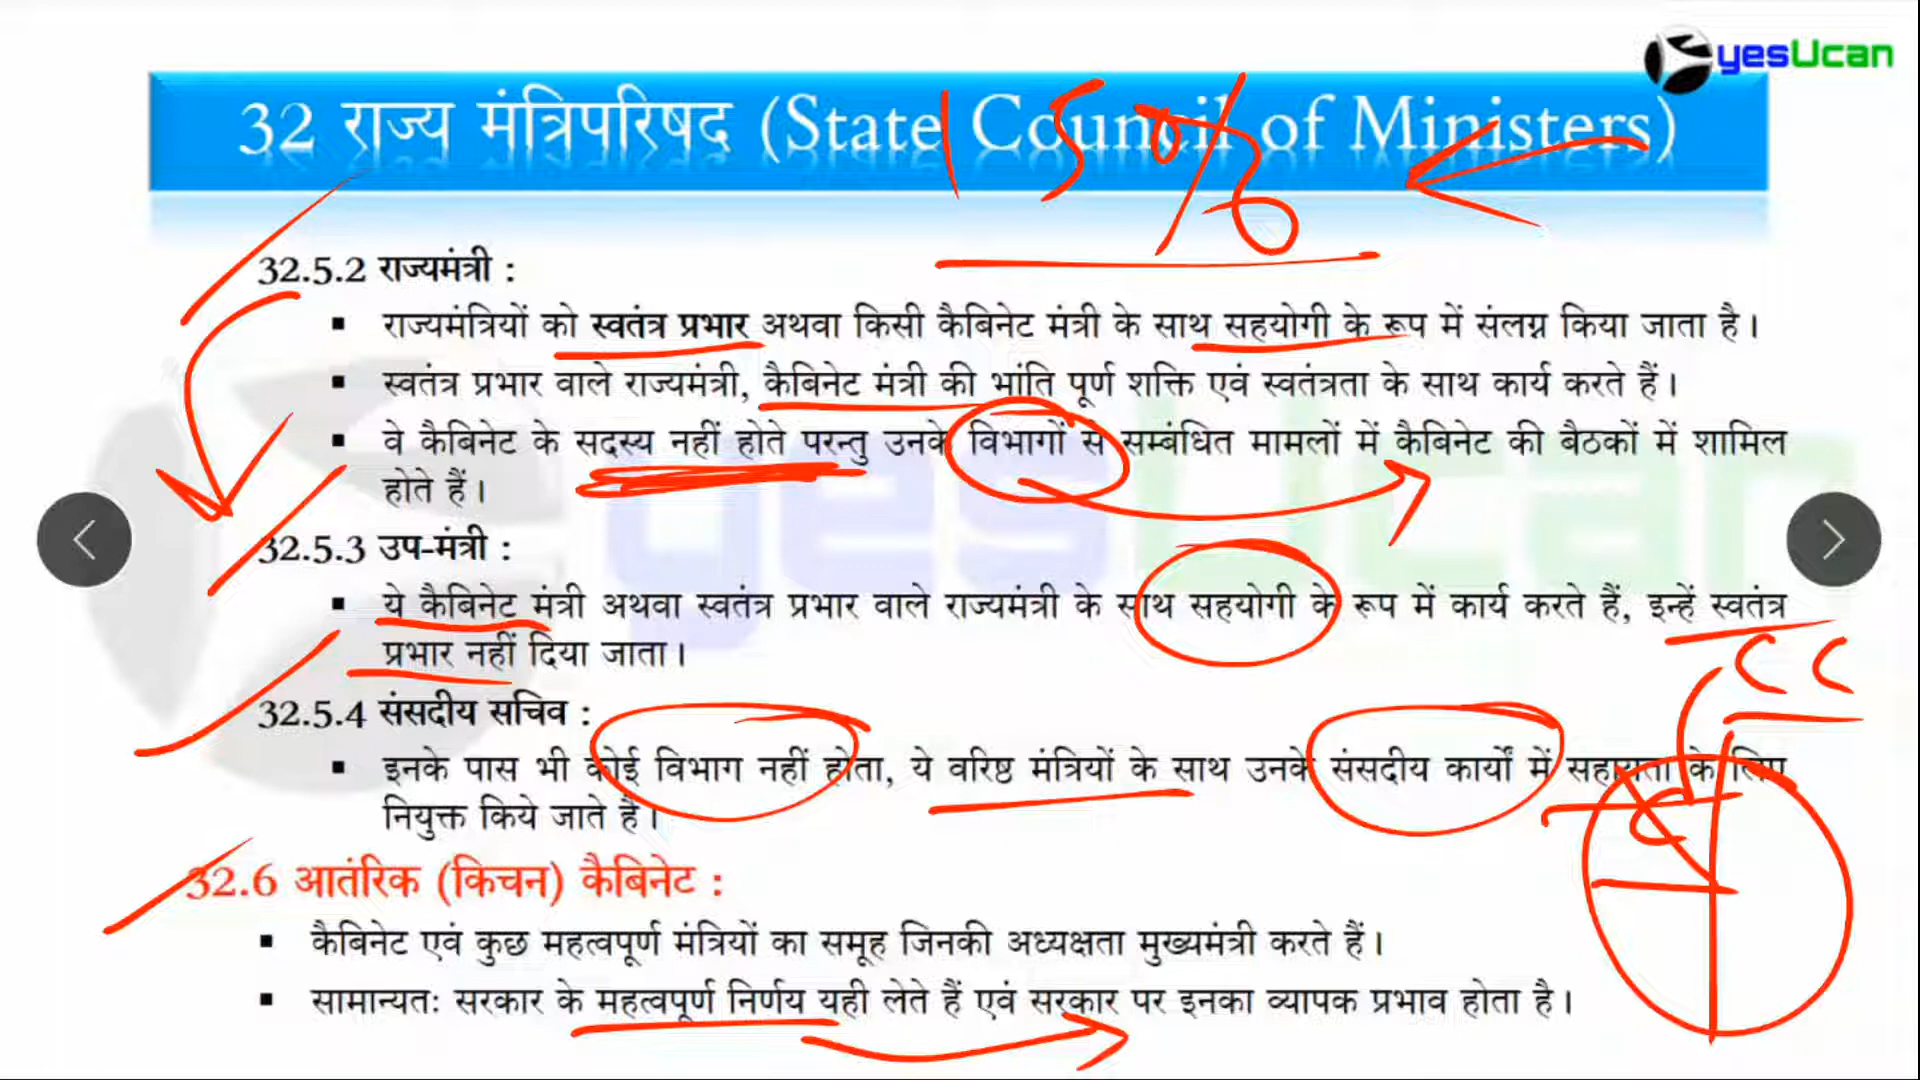 yesUcan
32 राज्य मंत्रिपरिषद (State Council of Ministers)
15%
32.5.2 राज्यमंत्री :
▪ राज्यमंत्रियों को स्वतंत्र प्रभार अथवा किसी कैबिनेट मंत्री के साथ सहयोगी के रूप में संलग्न किया जाता है।
▪ स्वतंत्र प्रभार वाले राज्यमंत्री, कैबिनेट मंत्री की भांति पूर्ण शक्ति एवं स्वतंत्रता के साथ कार्य करते हैं।
▪ वे कैबिनेट के सदस्य नहीं होते परन्तु उनके विभागों से सम्बंधित मामलों में कैबिनेट की बैठकों में शामिल
होते हैं।
32.5.3 उप-मंत्री :
▪ ये कैबिनेट मंत्री अथवा स्वतंत्र प्रभार वाले राज्यमंत्री के साथ सहयोगी के रूप में कार्य करते हैं, इन्हें स्वतंत्र
प्रभार नहीं दिया जाता।
32.5.4 संसदीय सचिव :
▪ इनके पास भी कोई विभाग नहीं होता, ये वरिष्ठ मंत्रियों के साथ उनके संसदीय कार्यों में सहायता के लिए
नियुक्त किये जाते है।
32.6 आतंरिक (किचन) कैबिनेट :
▪ कैबिनेट एवं कुछ महत्वपूर्ण मंत्रियों का समूह जिनकी अध्यक्षता मुख्यमंत्री करते हैं।
▪ सामान्यतः सरकार के महत्वपूर्ण निर्णय यही लेते हैं एवं सरकार पर इनका व्यापक प्रभाव होता है।